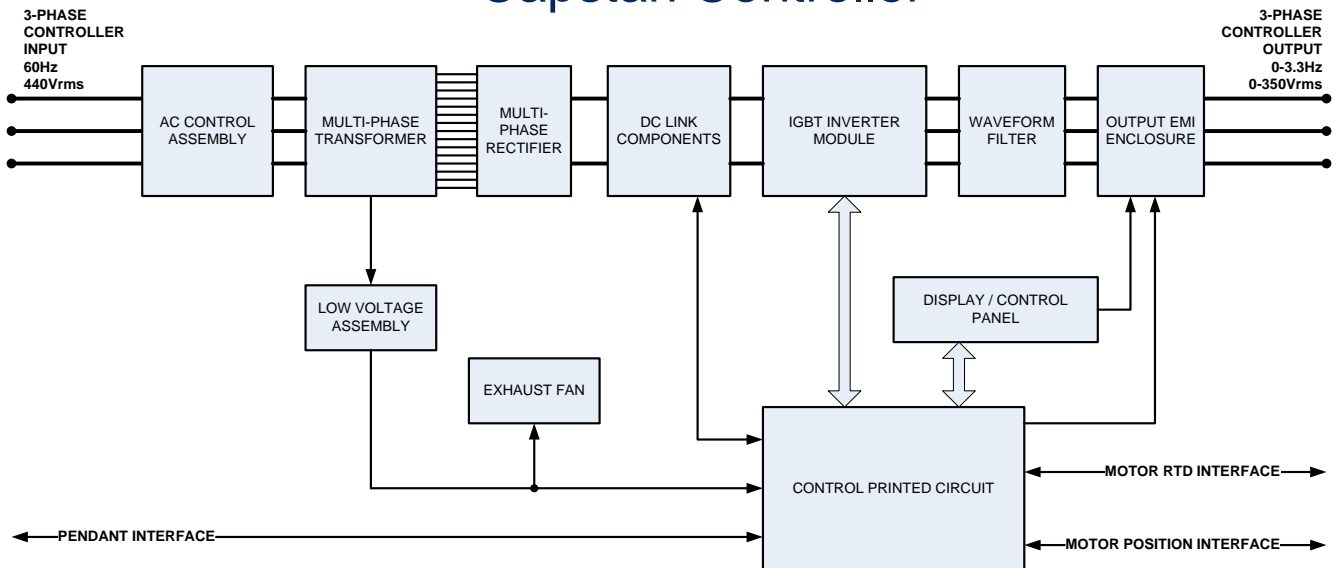 Capstan Controller
3-PHASE
CONTROLLER
INPUT
60Hz
440Vrms
3-PHASE
CONTROLLER
OUTPUT
0-3.3Hz
0-350Vrms
AC CONTROL
ASSEMBLY
MULTI-PHASE
TRANSFORMER
MULTI-
PHASE
RECTIFIER
DC LINK
COMPONENTS
IGBT INVERTER
MODULE
WAVEFORM
FILTER
OUTPUT EMI
ENCLOSURE
LOW VOLTAGE
ASSEMBLY
DISPLAY / CONTROL
PANEL
EXHAUST FAN
CONTROL PRINTED CIRCUIT
MOTOR RTD INTERFACE
PENDANT INTERFACE
MOTOR POSITION INTERFACE